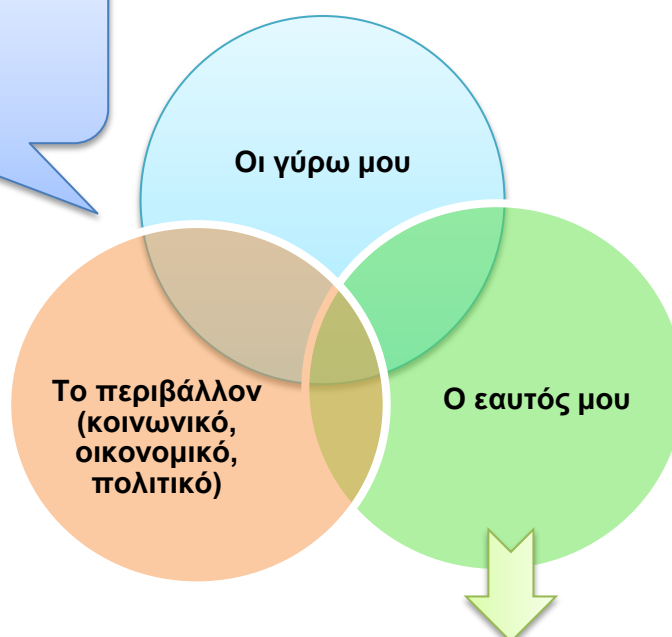 Οι γύρω μου
Το περιβάλλον
(κοινωνικό,
οικονομικό,
πολιτικό)
Ο εαυτός μου